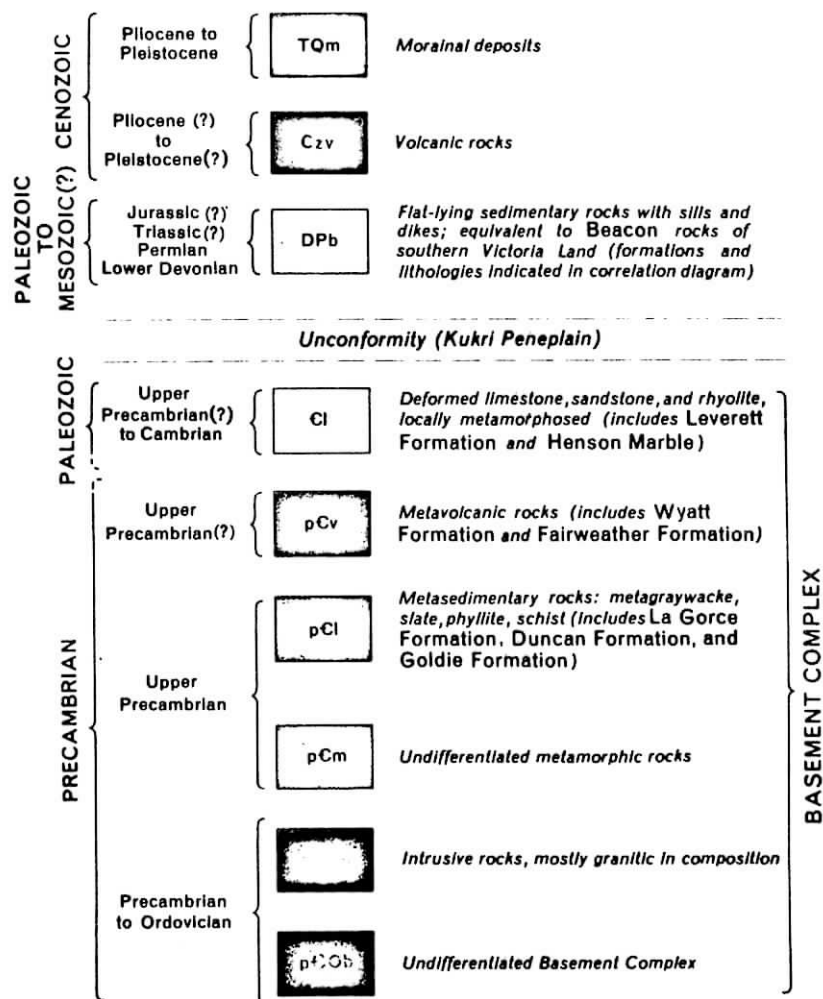 CENOZOIC
Pliocene to
Pleistocene
TQm
Morainal deposits
Pliocene (?)
to
Pleistocene(?)
Czv
Volcanic rocks
PALEOZOIC
TO
MESOZOIC(?)
Jurassic (?)
Triassic(?)
Permian
Lower Devonian
DPb
Flat-lying sedimentary rocks with sills and
dikes; equivalent to Beacon rocks of
southern Victoria Land (formations and
lithologies indicated in correlation diagram)
Unconformity (Kukri Peneplain)
PALEOZOIC
Upper
Precambrian(?)
to Cambrian
Єl
Deformed limestone, sandstone, and rhyolite,
locally metamorphosed (includes Leverett
Formation and Henson Marble)
PRECAMBRIAN
Upper
Precambrian(?)
pЄv
Metavolcanic rocks (includes Wyatt
Formation and Fairweather Formation)
Upper
Precambrian
pЄl
Metasedimentary rocks: metagraywacke,
slate, phyllite, schist (includes La Gorce
Formation, Duncan Formation, and
Goldie Formation)
pЄm
Undifferentiated metamorphic rocks
Precambrian
to Ordovician
Intrusive rocks, mostly granitic in composition
pЄOb
Undifferentiated Basement Complex
BASEMENT COMPLEX